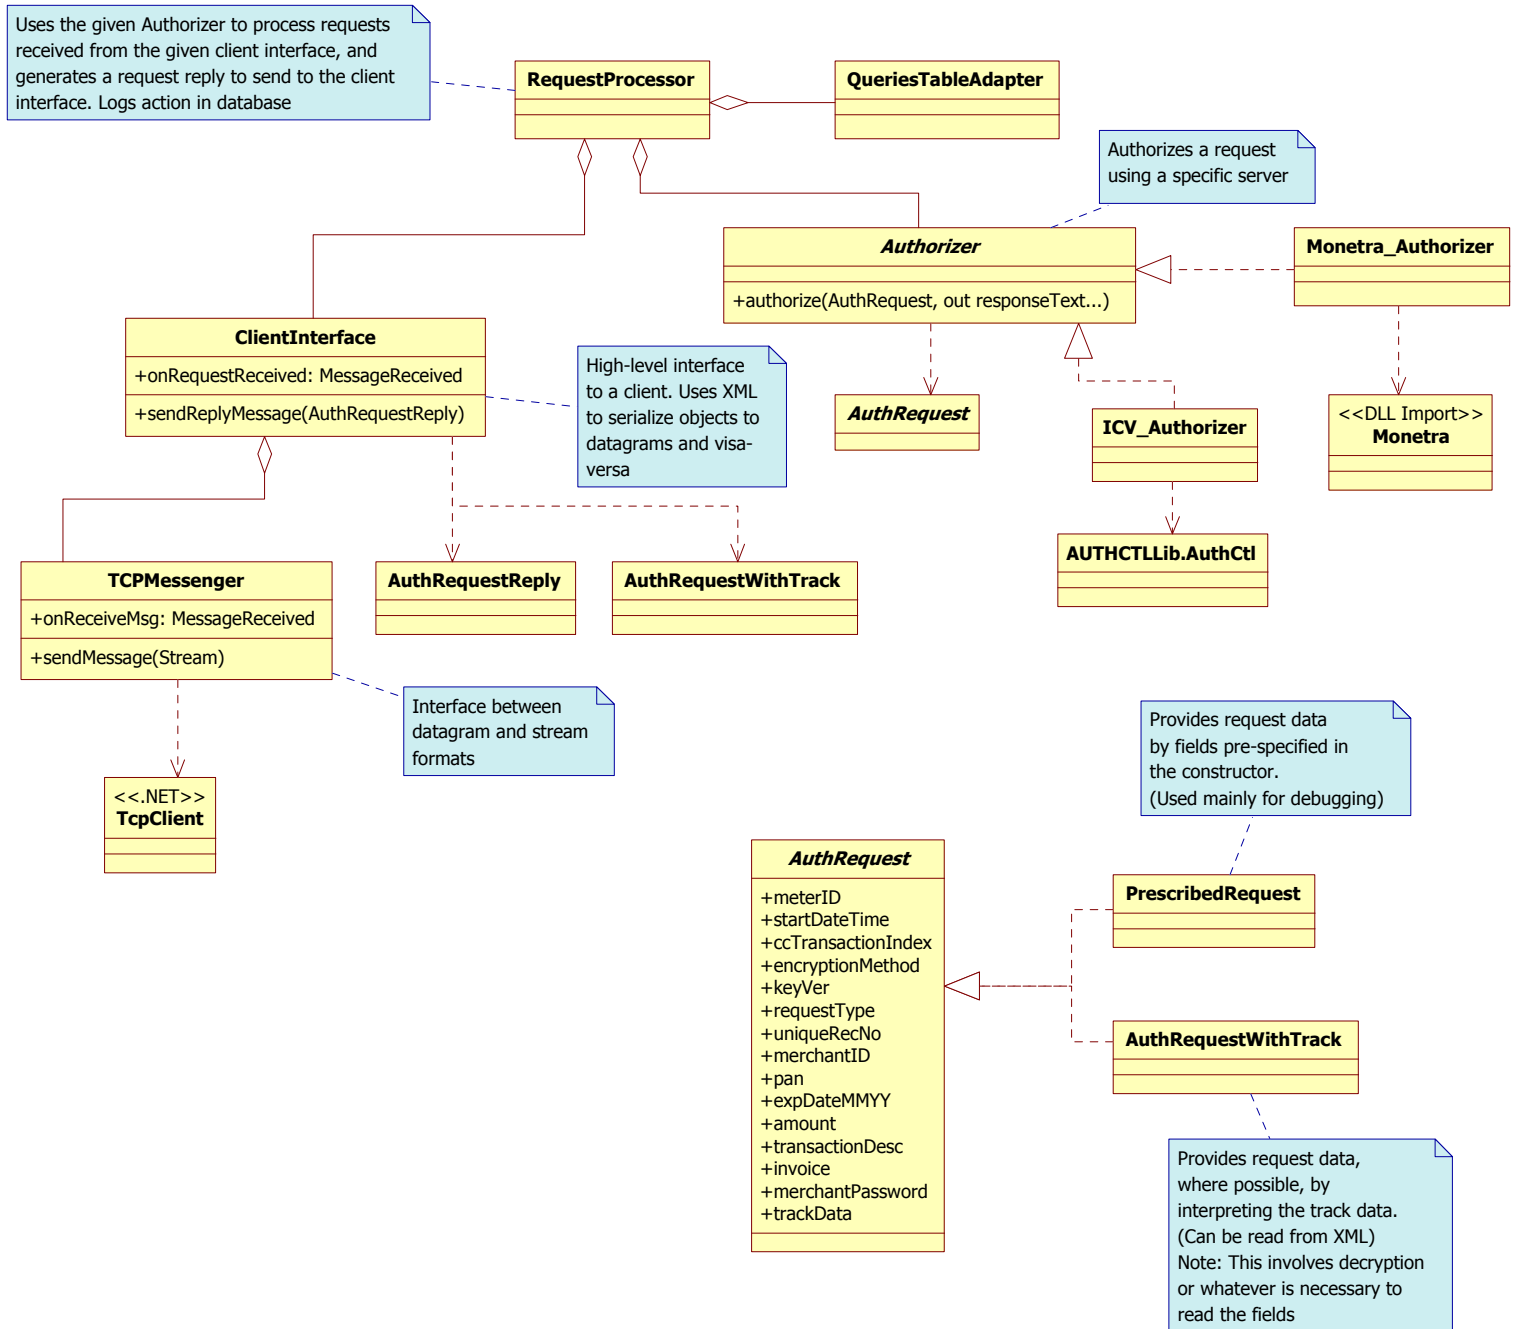 Uses the given Authorizer to process requests
received from the given client interface, and
generates a request reply to send to the client
interface. Logs action in database
RequestProcessor
QueriesTableAdapter
Authorizes a request
using a specific server
Authorizer
+authorize(AuthRequest, out responseText...)
Monetra_Authorizer
ClientInterface
+onRequestReceived: MessageReceived
+sendReplyMessage(AuthRequestReply)
High-level interface
to a client. Uses XML
to serialize objects to
datagrams and visa-
versa
AuthRequest
ICV_Authorizer
<<DLL Import>>
Monetra
AUTHCTLLib.AuthCtl
TCPMessenger
+onReceiveMsg: MessageReceived
+sendMessage(Stream)
AuthRequestReply
AuthRequestWithTrack
Interface between
datagram and stream
formats
<<.NET>>
TcpClient
Provides request data
by fields pre-specified in
the constructor.
(Used mainly for debugging)
AuthRequest
+meterID
+startDateTime
+ccTransactionIndex
+encryptionMethod
+keyVer
+requestType
+uniqueRecNo
+merchantID
+pan
+expDateMMYY
+amount
+transactionDesc
+invoice
+merchantPassword
+trackData
PrescribedRequest
AuthRequestWithTrack
Provides request data,
where possible, by
interpreting the track data.
(Can be read from XML)
Note: This involves decryption
or whatever is necessary to
read the fields